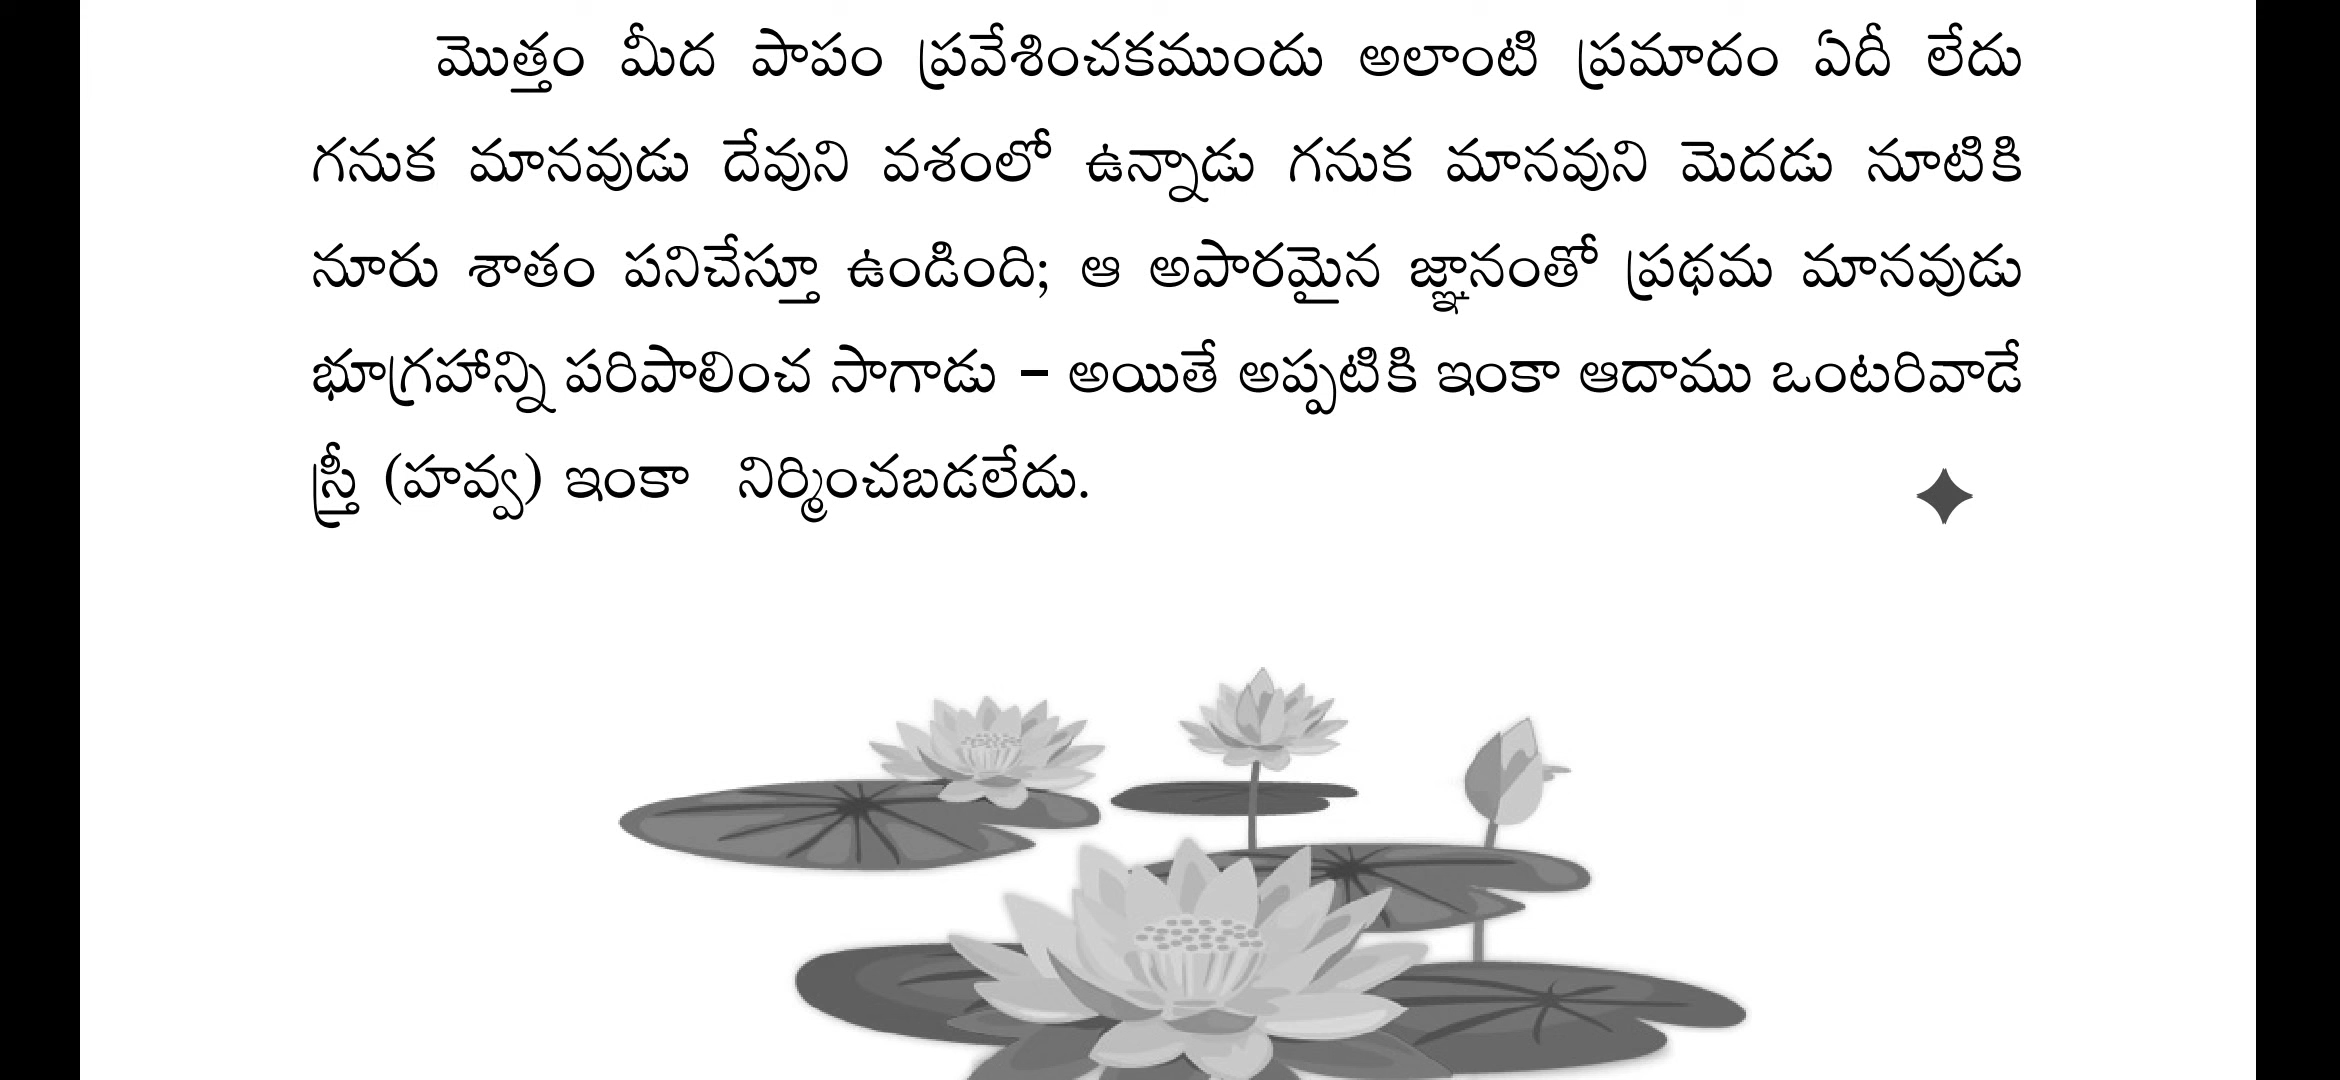 మొత్తం మీద పాపం ప్రవేశించకముందు అలాంటి ప్రమాదం ఏదీ లేదు
గనుక మానవుడు దేవుని వశంలో ఉన్నాడు గనుక మానవుని మెదడు నూటికి
నూరు శాతం పనిచేస్తూ ఉండింది; ఆ అపారమైన జ్ఞానంతో ప్రథమ మానవుడు
భూగ్రహాన్ని పరిపాలించ సాగాడు – అయితే అప్పటికి ఇంకా ఆదాము ఒంటరివాడే
స్త్రీ (హవ్వ) ఇంకా నిర్మించబడలేదు.